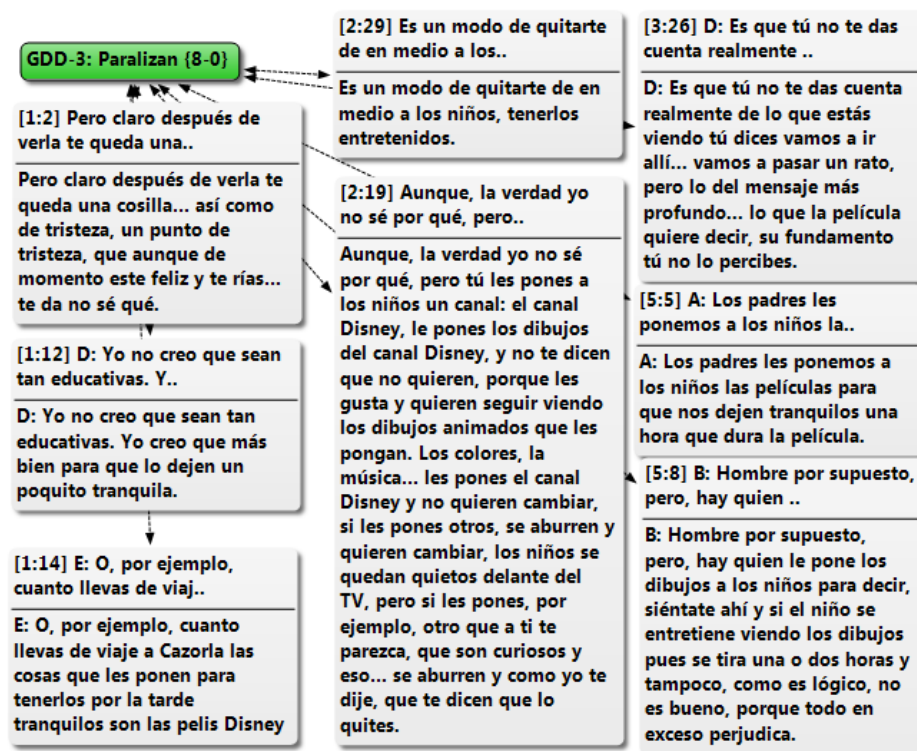 GDD-3: Paralizan {8-0}
[1:2] Pero claro después de
verla te queda una..
Pero claro después de verla te
queda una cosilla... así como
de tristeza, un punto de
tristeza, que aunque de
momento este feliz y te rías...
te da no sé qué.
[1:12] D: Yo no creo que sean
tan educativas. Y..
D: Yo no creo que sean tan
educativas. Yo creo que más
bien para que lo dejen un
poquito tranquila.
[1:14] E: O, por ejemplo,
cuanto llevas de viaj..
E: O, por ejemplo, cuanto
llevas de viaje a Cazorla las
cosas que les ponen para
tenerlos por la tarde
tranquilos son las pelis Disney
[2:29] Es un modo de quitarte
de en medio a los..
Es un modo de quitarte de en
medio a los niños, tenerlos
entretenidos.
[2:19] Aunque, la verdad yo
no sé por qué, pero..
Aunque, la verdad yo no sé
por qué, pero tú les pones a
los niños un canal: el canal
Disney, le pones los dibujos
del canal Disney, y no te dicen
que no quieren, porque les
gusta y quieren seguir viendo
los dibujos animados que les
pongan. Los colores, la
música... les pones el canal
Disney y no quieren cambiar,
si les pones otros, se aburren y
quieren cambiar, los niños se
quedan quietos delante del
TV, pero si les pones, por
ejemplo, otro que a ti te
parezca, que son curiosos y
eso... se aburren y como yo te
dije, que te dicen que lo
quites.
[3:26] D: Es que tú no te das
cuenta realmente ..
D: Es que tú no te das cuenta
realmente de lo que estás
viendo tú dices vamos a ir
allí... vamos a pasar un rato,
pero lo del mensaje más
profundo... lo que la película
quiere decir, su fundamento
tú no lo percibes.
[5:5] A: Los padres les
ponemos a los niños la..
A: Los padres les ponemos a
los niños las películas para
que nos dejen tranquilos una
hora que dura la película.
[5:8] B: Hombre por supuesto,
pero, hay quien ..
B: Hombre por supuesto,
pero, hay quien le pone los
dibujos a los niños para decir,
siéntate ahí y si el niño se
entretiene viendo los dibujos
pues se tira una o dos horas y
tampoco, como es lógico, no
es bueno, porque todo en
exceso perjudica.